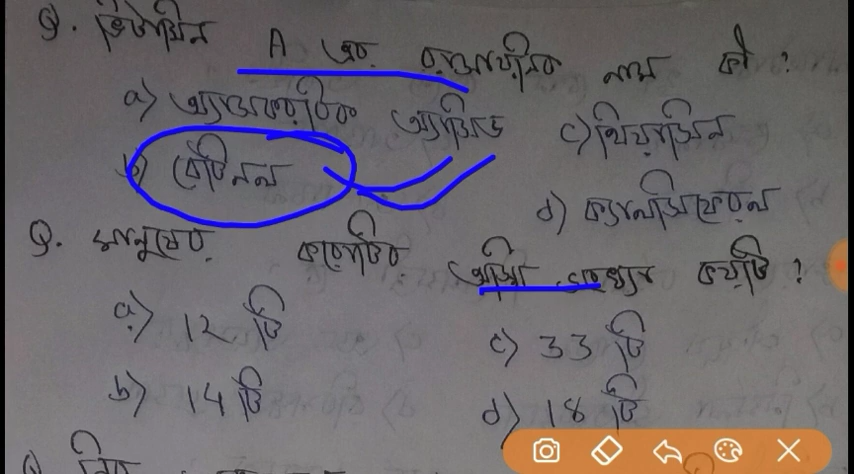 Q. ভিটামিন A এর রাসায়নিক নাম কী ?
a) অ্যাসকরবিক অ্যাসিড
c) থিয়ামিন
b) রেটিনল
d) ক্যালসিফেরল
Q. মানুষের করোটির অস্থি সংখ্যা কয়টি ?
a) 12 টি
c) 33 টি
b) 14 টি
d) 18 টি